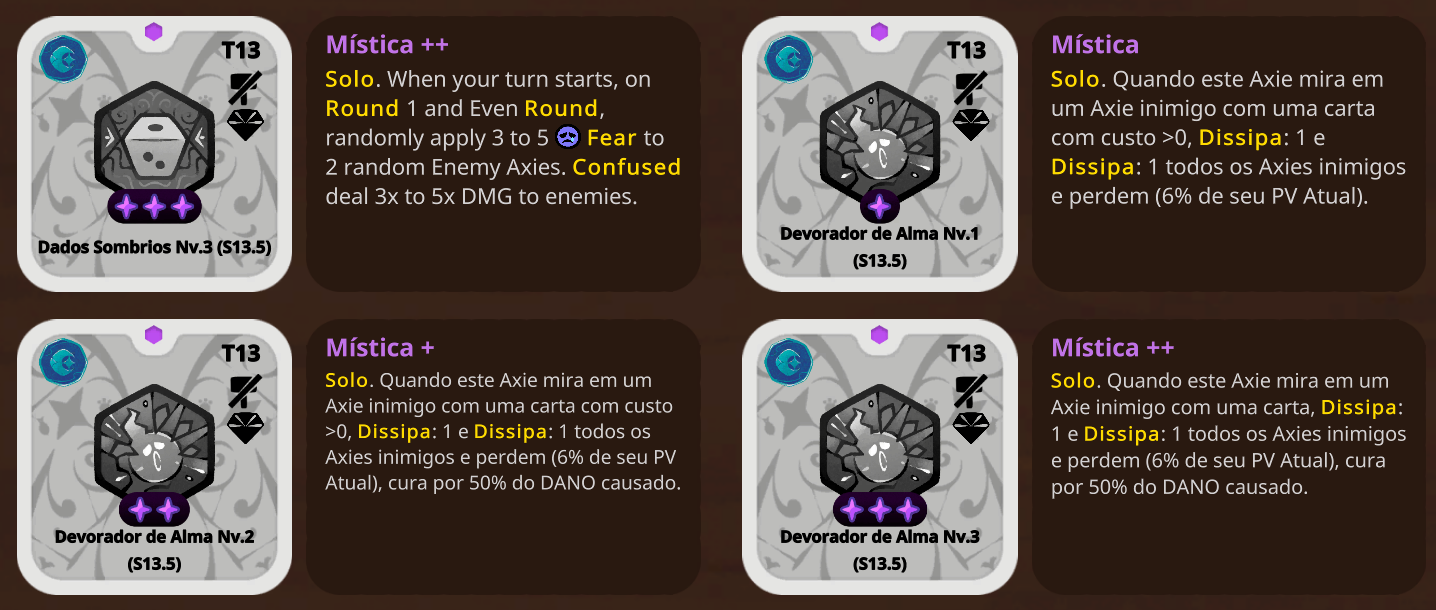 T13
Dados Sombrios Nv.3 (S13.5)
Mística ++
Solo. When your turn starts, on
Round 1 and Even Round,
randomly apply 3 to 5 Fear to
2 random Enemy Axies. Confused
deal 3x to 5x DMG to enemies.
T13
Devorador de Alma Nv.1
(S13.5)
Mística
Solo. Quando este Axie mira em
um Axie inimigo com uma carta
com custo >0, Dissipa: 1 e
Dissipa: 1 todos os Axies inimigos
e perdem (6% de seu PV Atual).
T13
Devorador de Alma Nv.2
(S13.5)
Mística +
Solo. Quando este Axie mira em um
Axie inimigo com uma carta com custo
>0, Dissipa: 1 e Dissipa: 1 todos os
Axies inimigos e perdem (6% de seu PV
Atual), cura por 50% do DANO causado.
T13
Devorador de Alma Nv.3
(S13.5)
Mística ++
Solo. Quando este Axie mira em um
Axie inimigo com uma carta, Dissipa:
1 e Dissipa: 1 todos os Axies inimigos
e perdem (6% de seu PV Atual), cura
por 50% do DANO causado.